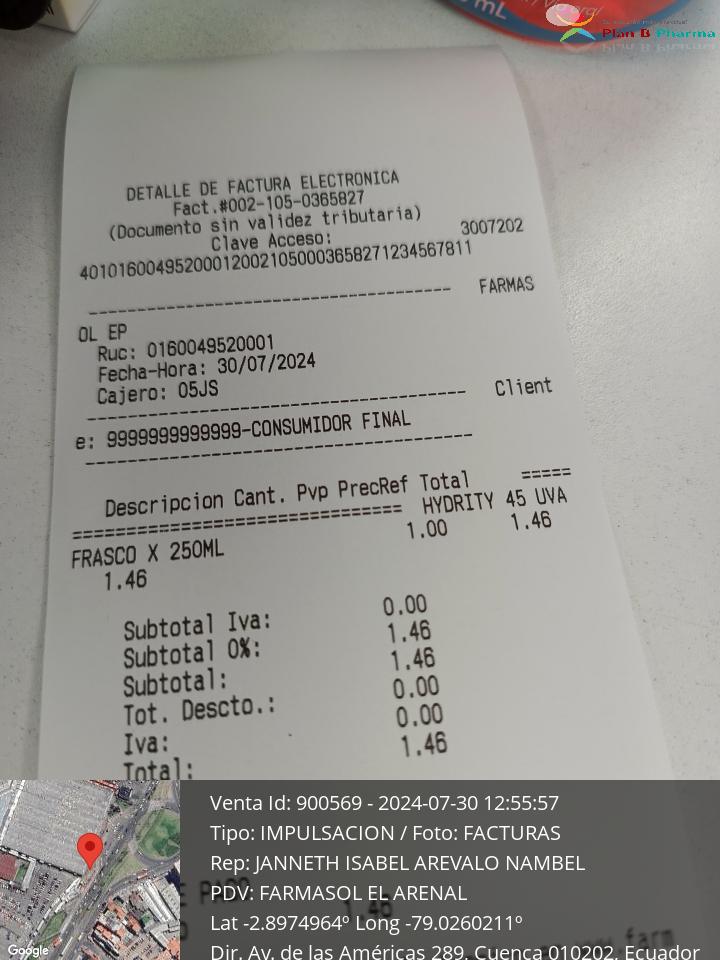 mL
Plan B Pharma
DETALLE DE FACTURA ELECTRONICA
Fact.#002-105-0365827
(Documento sin validez tributaria)
Clave Acceso: 3007202
401016004952000120021050003658271234567811
---------------------------------- FARMAS
OL EP
Ruc: 0160049520001
Fecha-Hora: 30/07/2024
Cajero: 05JS
---------------------------------- Client
e: 9999999999999-CONSUMIDOR FINAL
----------------------------------
Descripcion Cant. Pvp PrecRef Total =====
============================== HYDRITY 45 UVA
FRASCO X 250ML 1.00 1.46
1.46
Subtotal Iva: 0.00
Subtotal 0%: 1.46
Subtotal: 1.46
Tot. Descto.: 0.00
Iva: 0.00
Total: 1.46
Venta Id: 900569 - 2024-07-30 12:55:57
Tipo: IMPULSACION / Foto: FACTURAS
Rep: JANNETH ISABEL AREVALO NAMBEL
PDV: FARMASOL EL ARENAL
Lat -2.8974964º Long -79.0260211º
Dir. Av. de las Américas 289, Cuenca 010202, Ecuador
Google